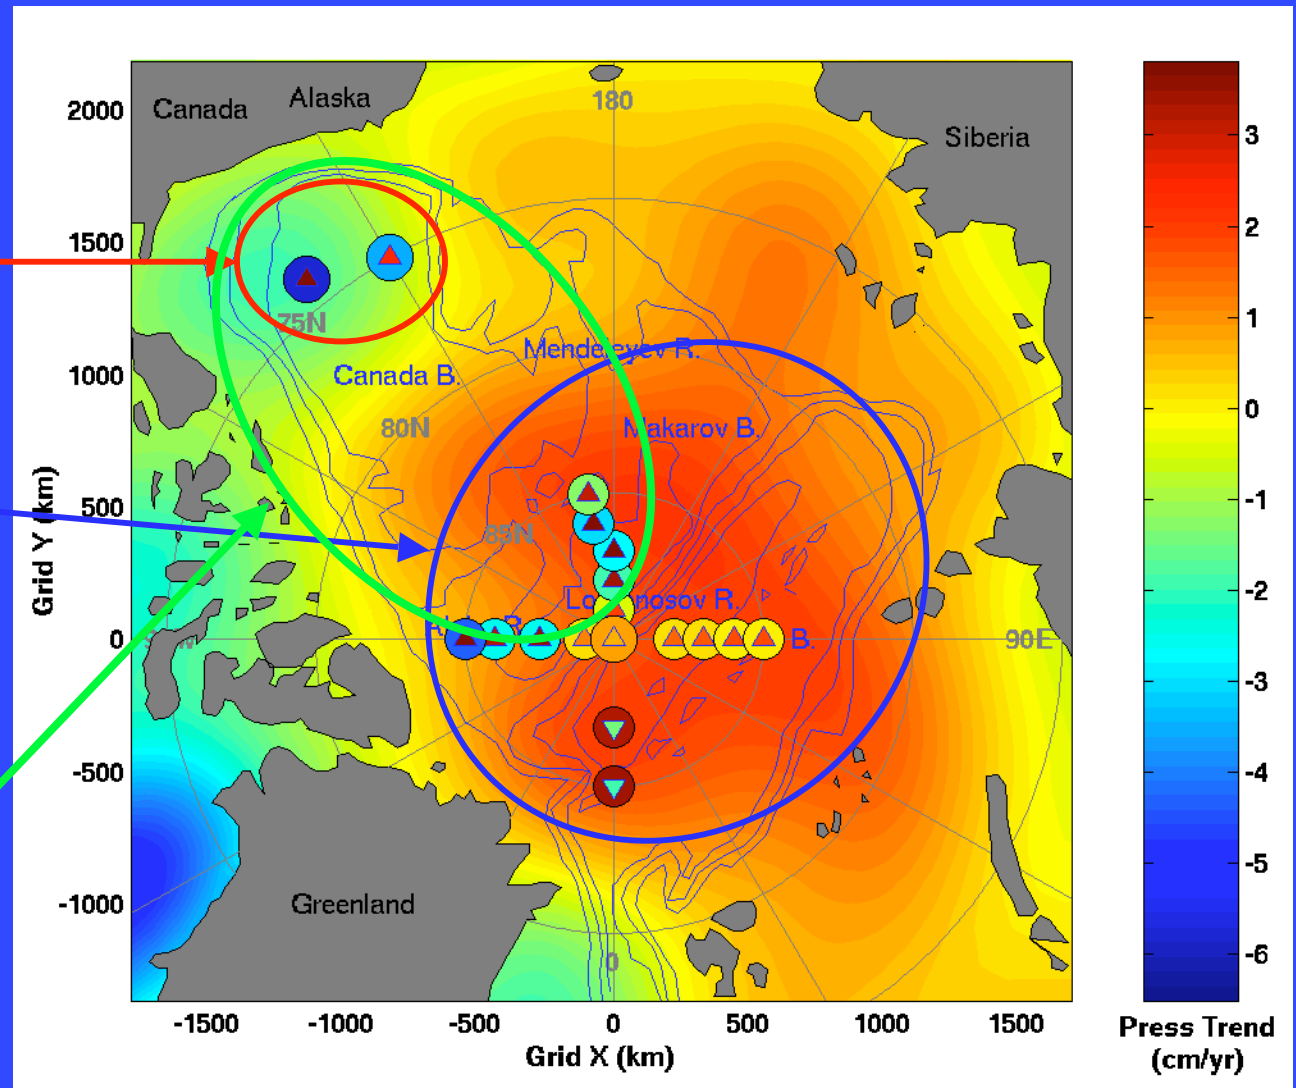 2000
1500
1000
500
0
-500
-1000
Grid Y (km)
Canada
Alaska
180
Siberia
75N
Mendeleyev R.
Canada B.
80N
Makarov B.
85N
B.
90E
Greenland
0
-1500
-1000
-500
0
500
1000
1500
Grid X (km)
3
2
1
0
-1
-2
-3
-4
-5
-6
Press Trend
(cm/yr)